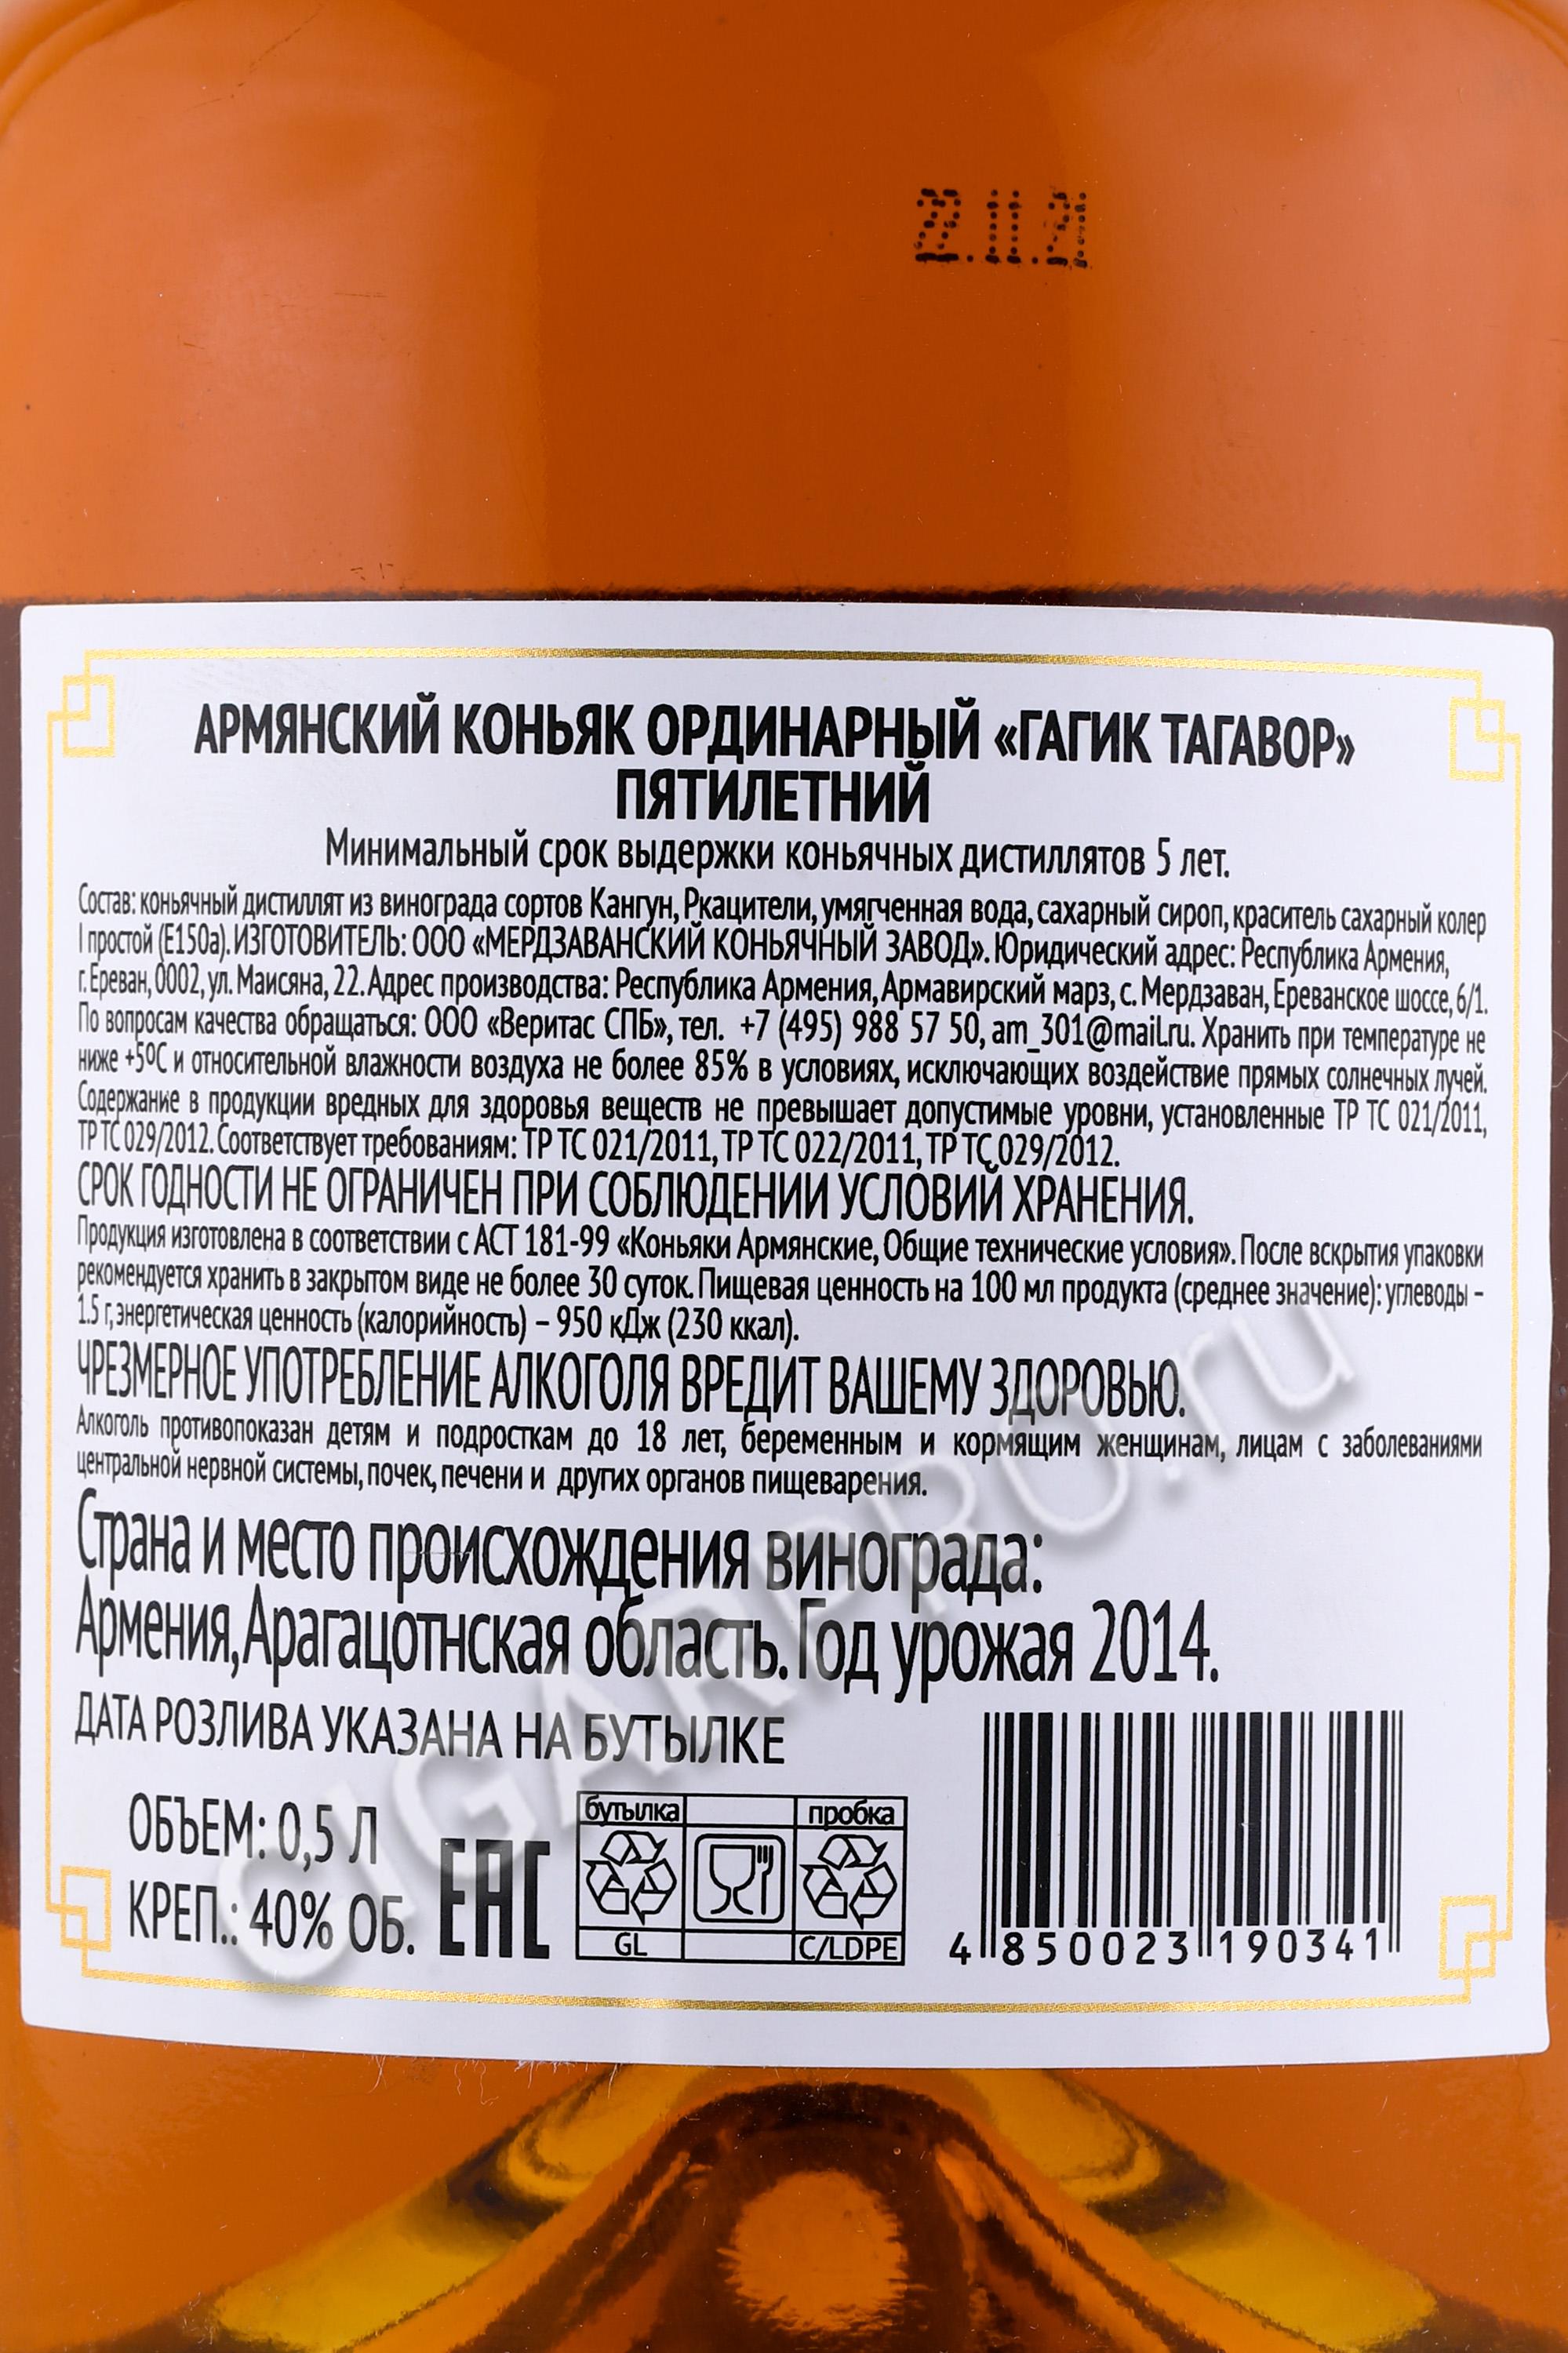 22.11.21
АРМЯНСКИЙ КОНЬЯК ОРДИНАРНЫЙ «ГАГИК ТАГАВОР»
ПЯТИЛЕТНИЙ
Минимальный срок выдержки коньячных дистиллятов 5 лет.
Состав: коньячный дистиллят из винограда сортов Кангун, Ркацители, умягченная вода, сахарный сироп, краситель сахарный колер
I простой (Е150а). ИЗГОТОВИТЕЛЬ: ООО «МЕРДЗАВАНСКИЙ КОНЬЯЧНЫЙ ЗАВОД». Юридический адрес: Республика Армения,
г. Ереван, 0002, ул. Маисяна, 22. Адрес производства: Республика Армения, Армавирский марз, с. Мердзаван, Ереванское шоссе, 6/1.
По вопросам качества обращаться: ООО «Веритас СПБ», тел. +7 (495) 988 57 50, am_301@mail.ru. Хранить при температуре не
ниже +5ºС и относительной влажности воздуха не более 85% в условиях, исключающих воздействие прямых солнечных лучей.
Содержание в продукции вредных для здоровья веществ не превышает допустимые уровни, установленные ТР ТС 021/2011,
ТР ТС 029/2012. Соответствует требованиям: ТР ТС 021/2011, ТР ТС 022/2011, ТР ТС 029/2012.
СРОК ГОДНОСТИ НЕ ОГРАНИЧЕН ПРИ СОБЛЮДЕНИИ УСЛОВИЙ ХРАНЕНИЯ.
Продукция изготовлена в соответствии с АСТ 181-99 «Коньяки Армянские, Общие технические условия». После вскрытия упаковки
рекомендуется хранить в закрытом виде не более 30 суток. Пищевая ценность на 100 мл продукта (среднее значение): углеводы –
1.5 г, энергетическая ценность (калорийность) – 950 кДж (230 ккал).
ЧРЕЗМЕРНОЕ УПОТРЕБЛЕНИЕ АЛКОГОЛЯ ВРЕДИТ ВАШЕМУ ЗДОРОВЬЮ.
Алкоголь противопоказан детям и подросткам до 18 лет, беременным и кормящим женщинам, лицам с заболеваниями
центральной нервной системы, почек, печени и других органов пищеварения.
Страна и место происхождения винограда:
Армения, Арагацотнская область. Год урожая 2014.
ДАТА РОЗЛИВА УКАЗАНА НА БУТЫЛКЕ
ОБЪЕМ: 0,5 Л
КРЕП.: 40% ОБ.
EAC
бутылка
пробка
GL
C/LDPE
4 850023 190341
CIGARPRO.ru